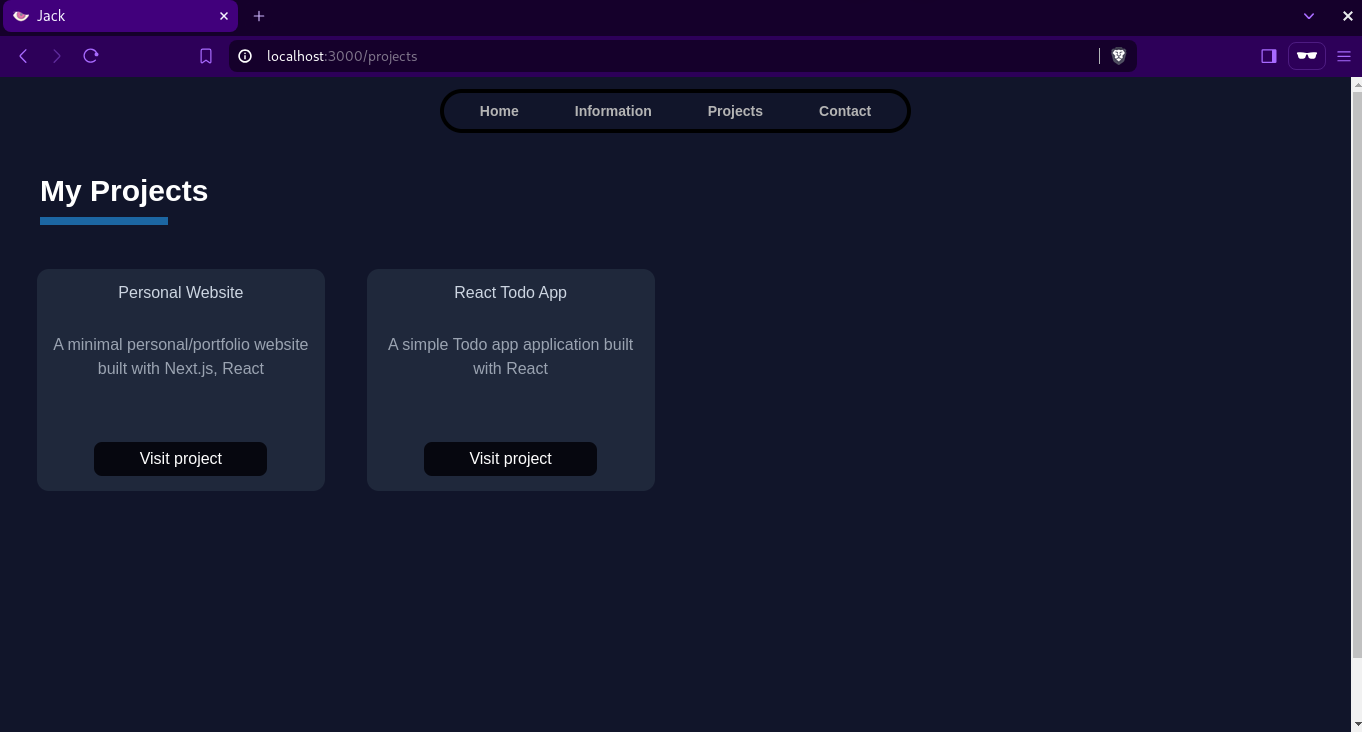 Jack
localhost:3000/projects
Home Information Projects Contact
My Projects
Personal Website
A minimal personal/portfolio website
built with Next.js, React
Visit project
React Todo App
A simple Todo app application built
with React
Visit project